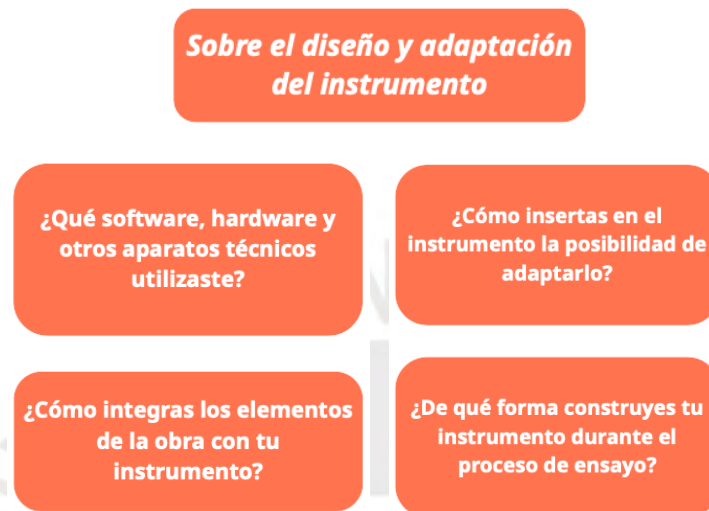 Sobre el diseño y adaptación
del instrumento
¿Qué software, hardware y
otros aparatos técnicos
utilizaste?
¿Cómo insertas en el
instrumento la posibilidad de
adaptarlo?
¿Cómo integras los elementos
de la obra con tu
instrumento?
¿De qué forma construyes tu
instrumento durante el
proceso de ensayo?